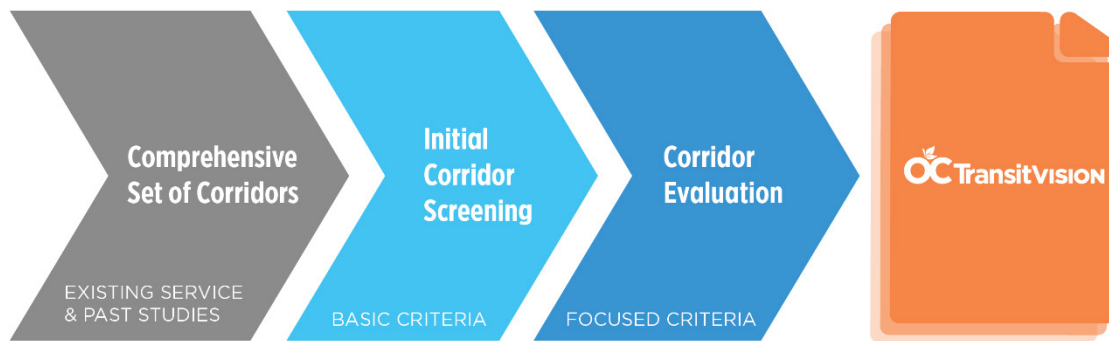 Comprehensive
Set of Corridors
EXISTING SERVICE
& PAST STUDIES
Initial
Corridor
Screening
BASIC CRITERIA
Corridor
Evaluation
FOCUSED CRITERIA
OC TransitVISION